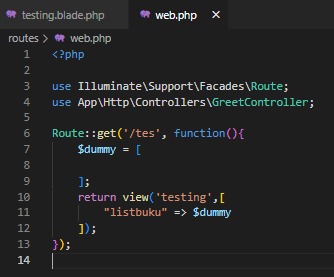 testing.blade.php web.php ×
routes > web.php
1 <?php
2
3 use Illuminate\Support\Facades\Route;
4 use App\Http\Controllers\GreetController;
5
6 Route::get('/tes', function(){
7 $dummy = [
8
9 ];
10 return view('testing',[
11 "listbuku" => $dummy
12 ]);
13 });
14